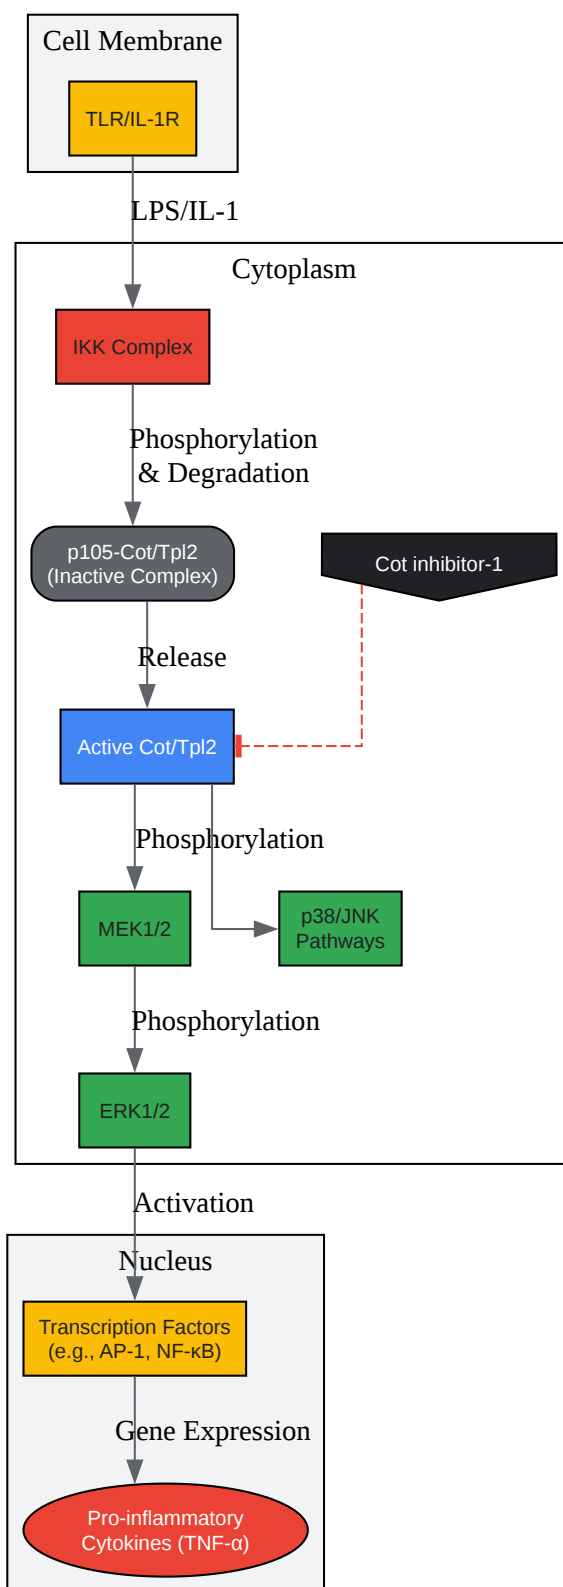 Cell Membrane
TLR/IL-1R
LPS/IL-1
Cytoplasm
IKK Complex
Phosphorylation
& Degradation
p105-Cot/Tpl2
(Inactive Complex)
Cot inhibitor-1
Release
Active Cot/Tpl2
Phosphorylation
MEK1/2
p38/JNK
Pathways
Phosphorylation
ERK1/2
Activation
Nucleus
Transcription Factors
(e.g., AP-1, NF-κB)
Gene Expression
Pro-inflammatory
Cytokines (TNF-α)